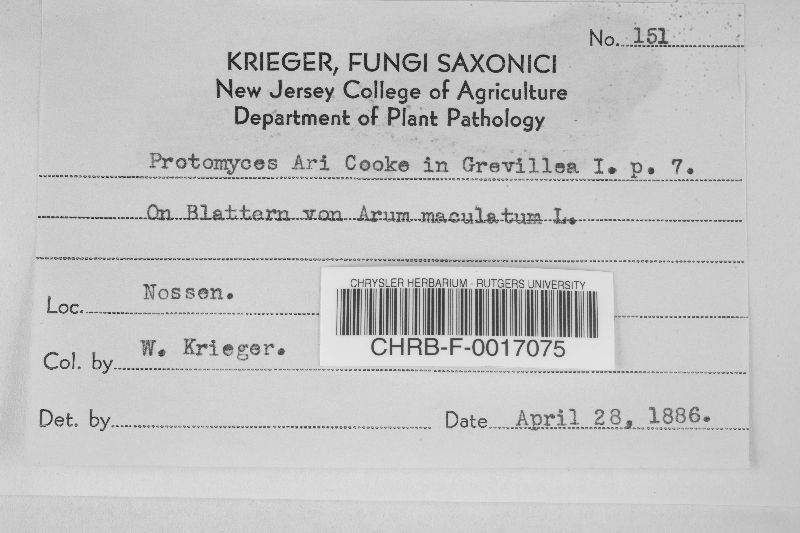 No. 151
KRIEGER, FUNGI SAXONICI
New Jersey College of Agriculture
Department of Plant Pathology
Protomyces Ari Cooke in Grevillea I. p. 7.
On Blattern von Arum maculatum L.
Loc. Nossen.
CHRYSLER HERBARIUM - RUTGERS UNIVERSITY
CHRB-F-0017075
Col. by W. Krieger.
Det. by
Date April 28, 1886.